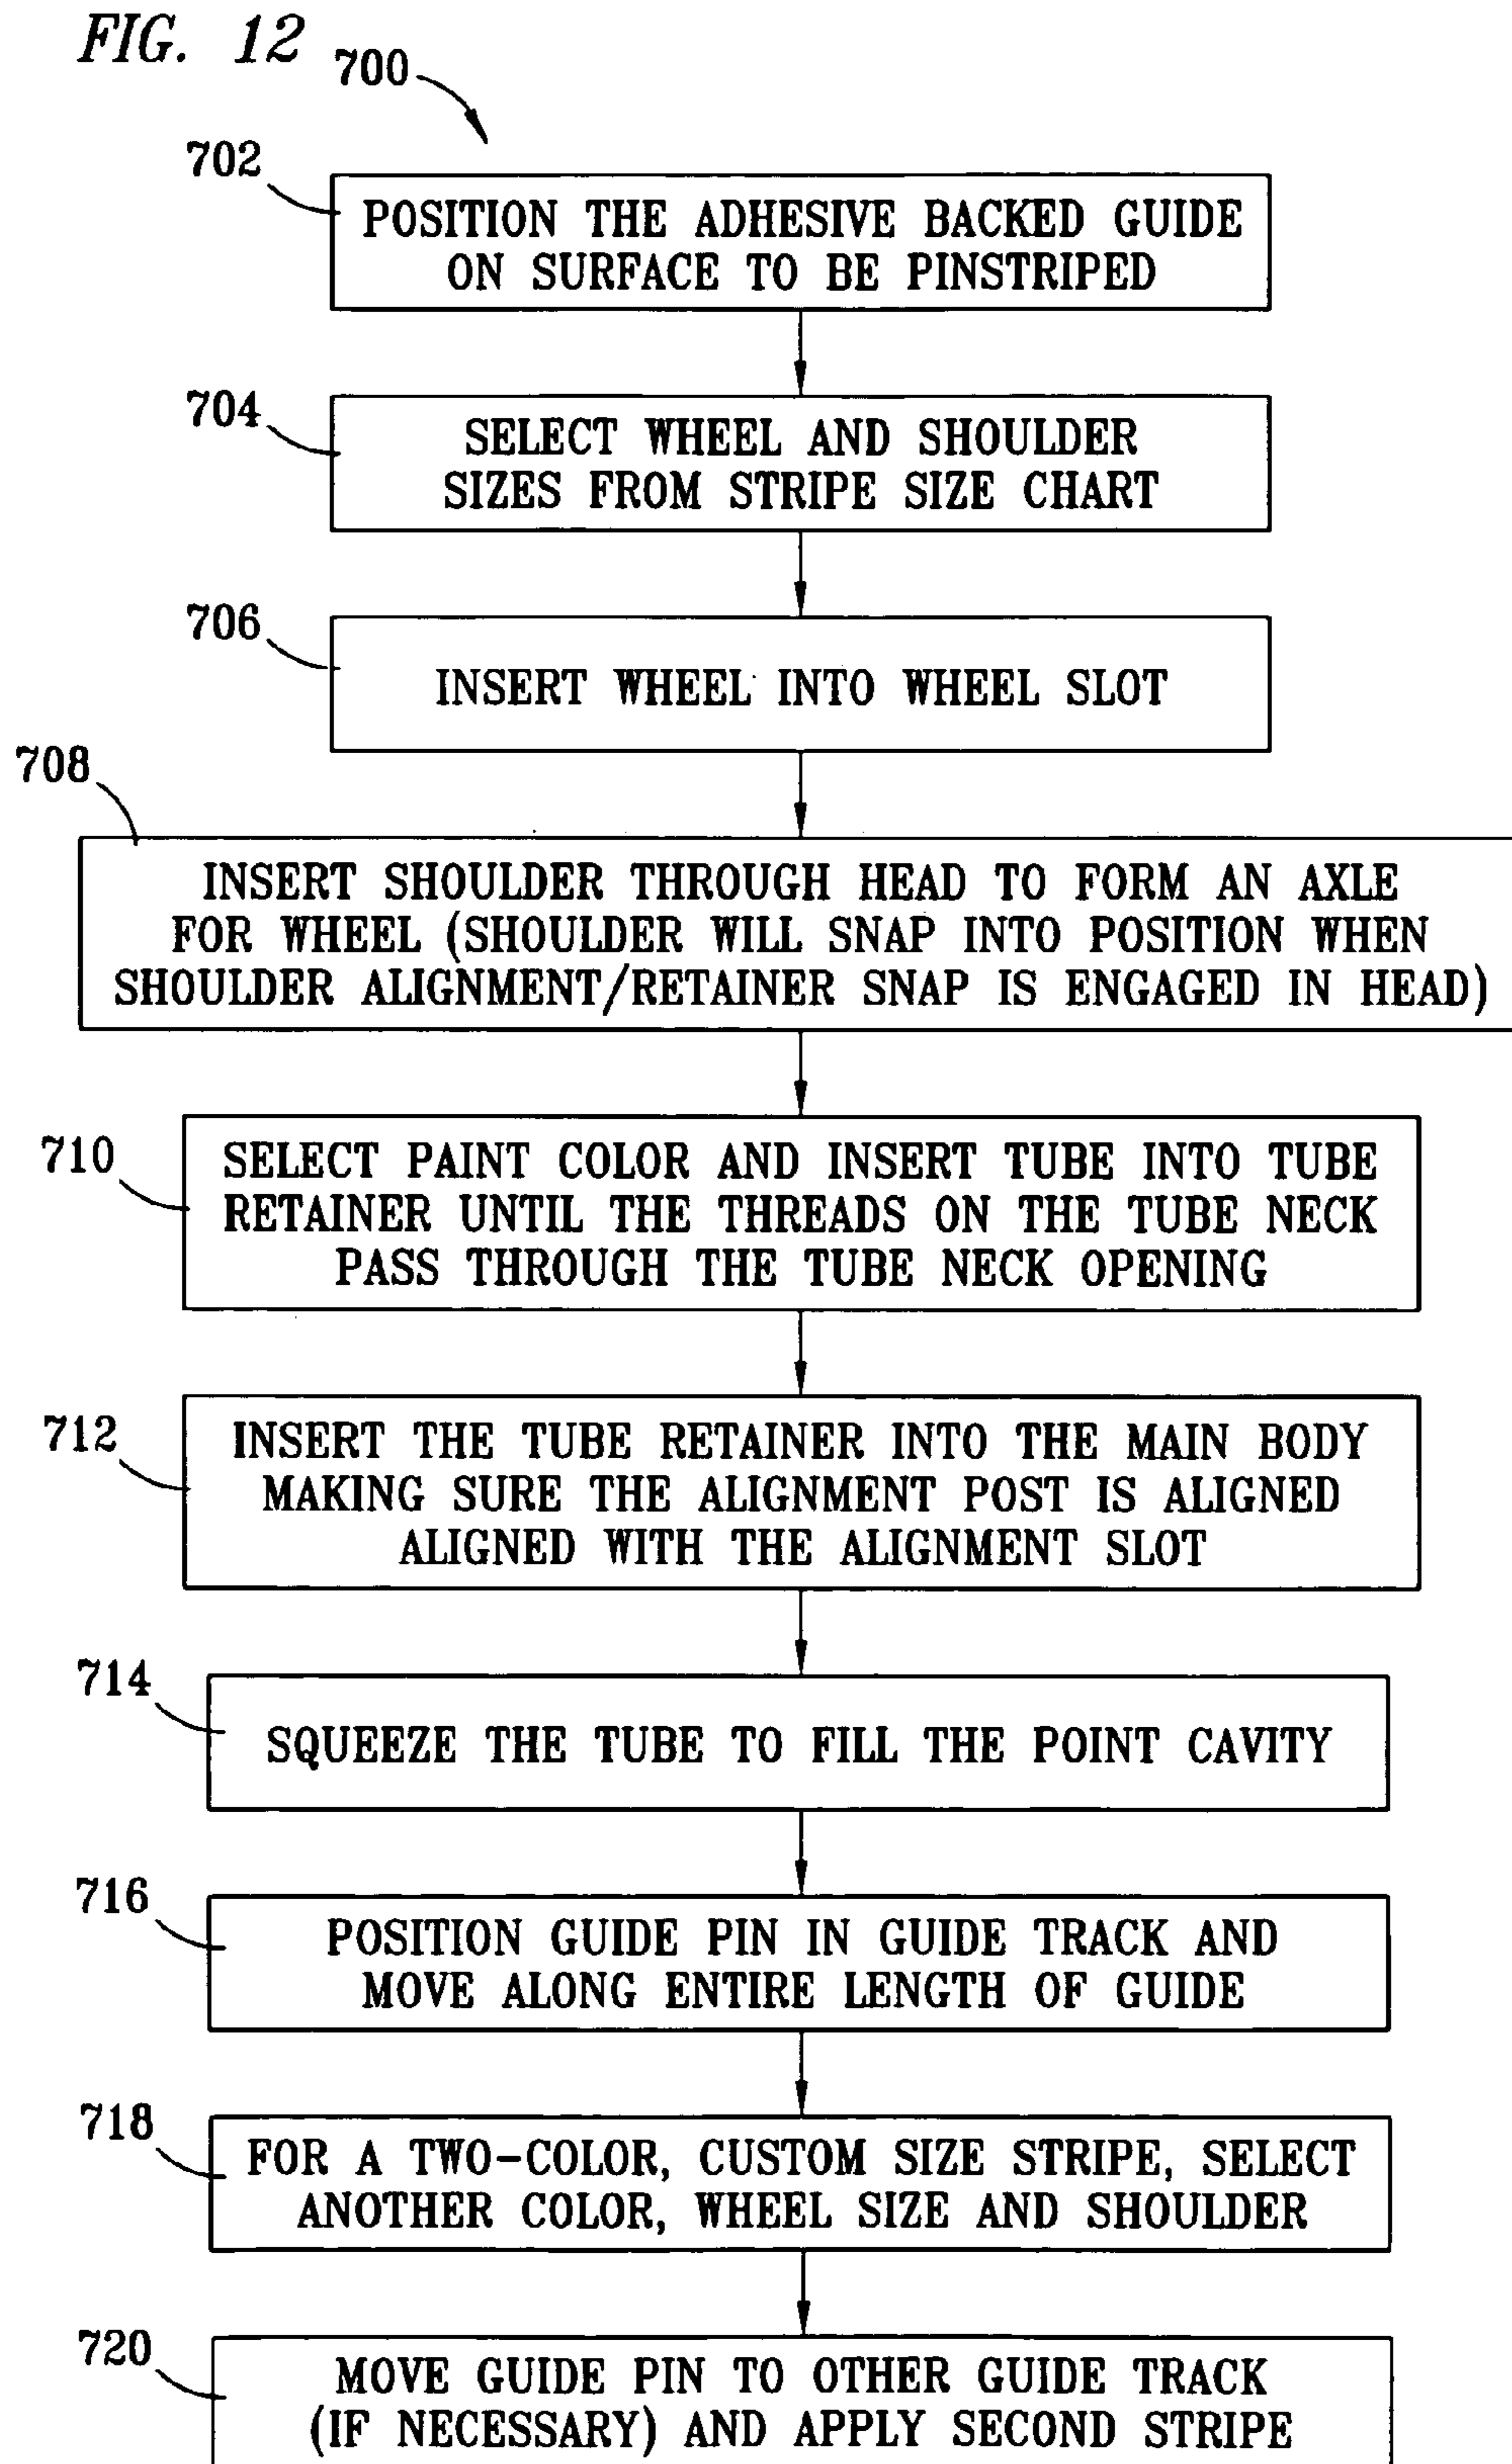 FIG. 12
700
702
POSITION THE ADHESIVE BACKED GUIDE
ON SURFACE TO BE PINSTRIPED
704
SELECT WHEEL AND SHOULDER
SIZES FROM STRIPE SIZE CHART
706
INSERT WHEEL INTO WHEEL SLOT
708
INSERT SHOULDER THROUGH HEAD TO FORM AN AXLE
FOR WHEEL (SHOULDER WILL SNAP INTO POSITION WHEN
SHOULDER ALIGNMENT/RETAINER SNAP IS ENGAGED IN HEAD)
710
SELECT PAINT COLOR AND INSERT TUBE INTO TUBE
RETAINER UNTIL THE THREADS ON THE TUBE NECK
PASS THROUGH THE TUBE NECK OPENING
712
INSERT THE TUBE RETAINER INTO THE MAIN BODY
MAKING SURE THE ALIGNMENT POST IS ALIGNED
ALIGNED WITH THE ALIGNMENT SLOT
714
SQUEEZE THE TUBE TO FILL THE POINT CAVITY
716
POSITION GUIDE PIN IN GUIDE TRACK AND
MOVE ALONG ENTIRE LENGTH OF GUIDE
718
FOR A TWO-COLOR, CUSTOM SIZE STRIPE, SELECT
ANOTHER COLOR, WHEEL SIZE AND SHOULDER
720
MOVE GUIDE PIN TO OTHER GUIDE TRACK
(IF NECESSARY) AND APPLY SECOND STRIPE